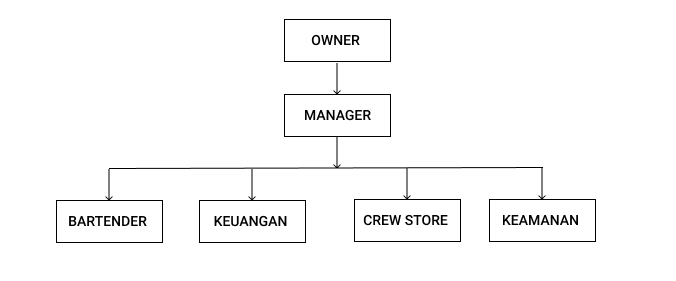 OWNER
MANAGER
BARTENDER
KEUANGAN
CREW STORE
KEAMANAN